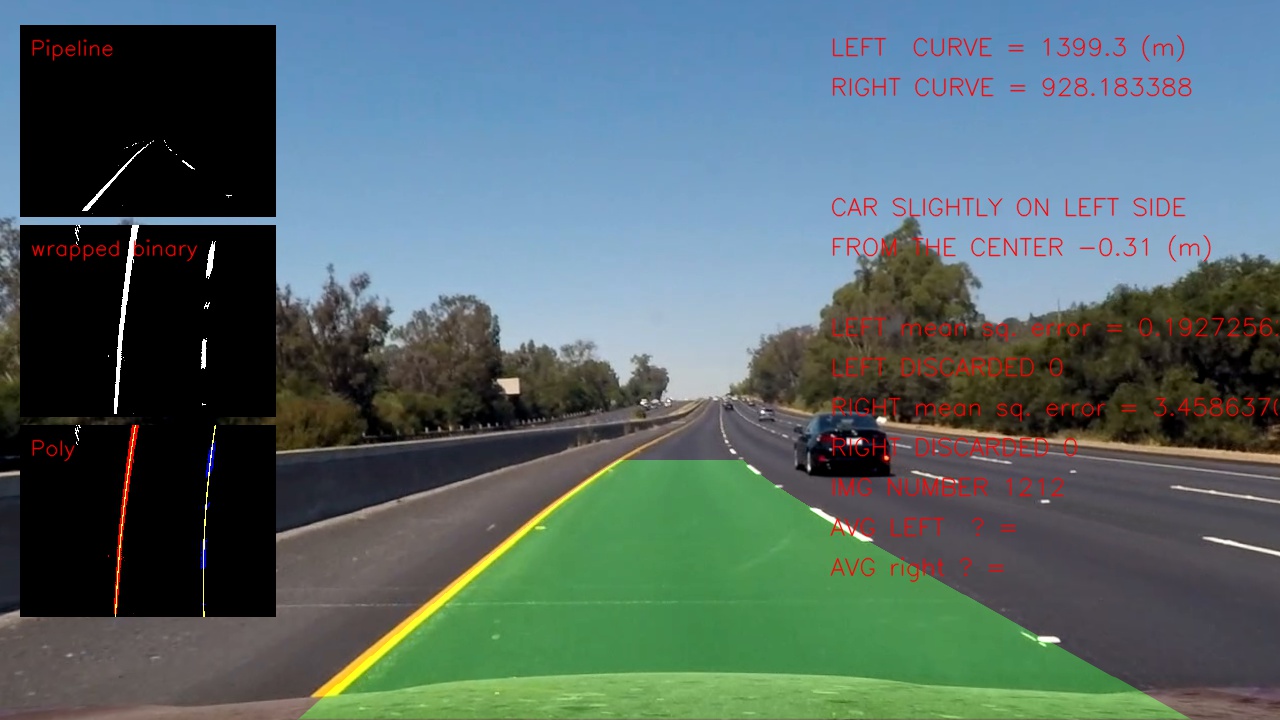 Pipeline
wrapped binary
Poly
LEFT CURVE = 1399.3 (m)
RIGHT CURVE = 928.183388
CAR SLIGHTLY ON LEFT SIDE
FROM THE CENTER -0.31 (m)
LEFT mean sq. error = 0.1927256
LEFT DISCARDED 0
RIGHT mean sq. error = 3.4586370
RIGHT DISCARDED 0
IMG NUMBER 1212
AVG LEFT ? =
AVG right ? =